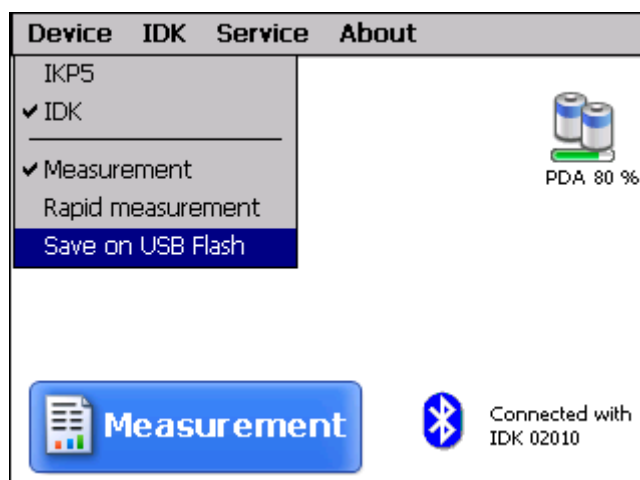 Device IDK Service About
IKP5
IDK
Measurement
Rapid measurement
Save on USB Flash
PDA 80 %
Measurement
Connected with
IDK 02010